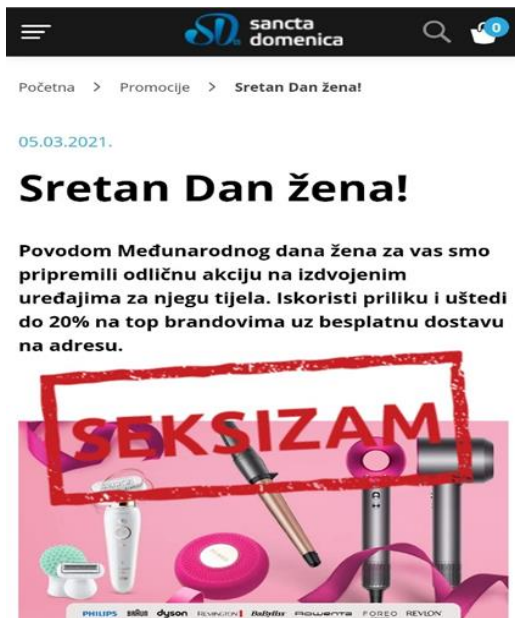 SD
sancta
domenica
0
Početna > Promocije > Sretan Dan žena!
05.03.2021.
Sretan Dan žena!
Povodom Međunarodnog dana žena za vas smo
pripremili odličnu akciju na izdvojenim
uređajima za njegu tijela. Iskoristi priliku i uštedi
do 20% na top brandovima uz besplatnu dostavu
na adresu.
SEKSIZAM
PHILIPS BRAUN dyson REMINGTON BaByliss Rowenta FOREO REVLON